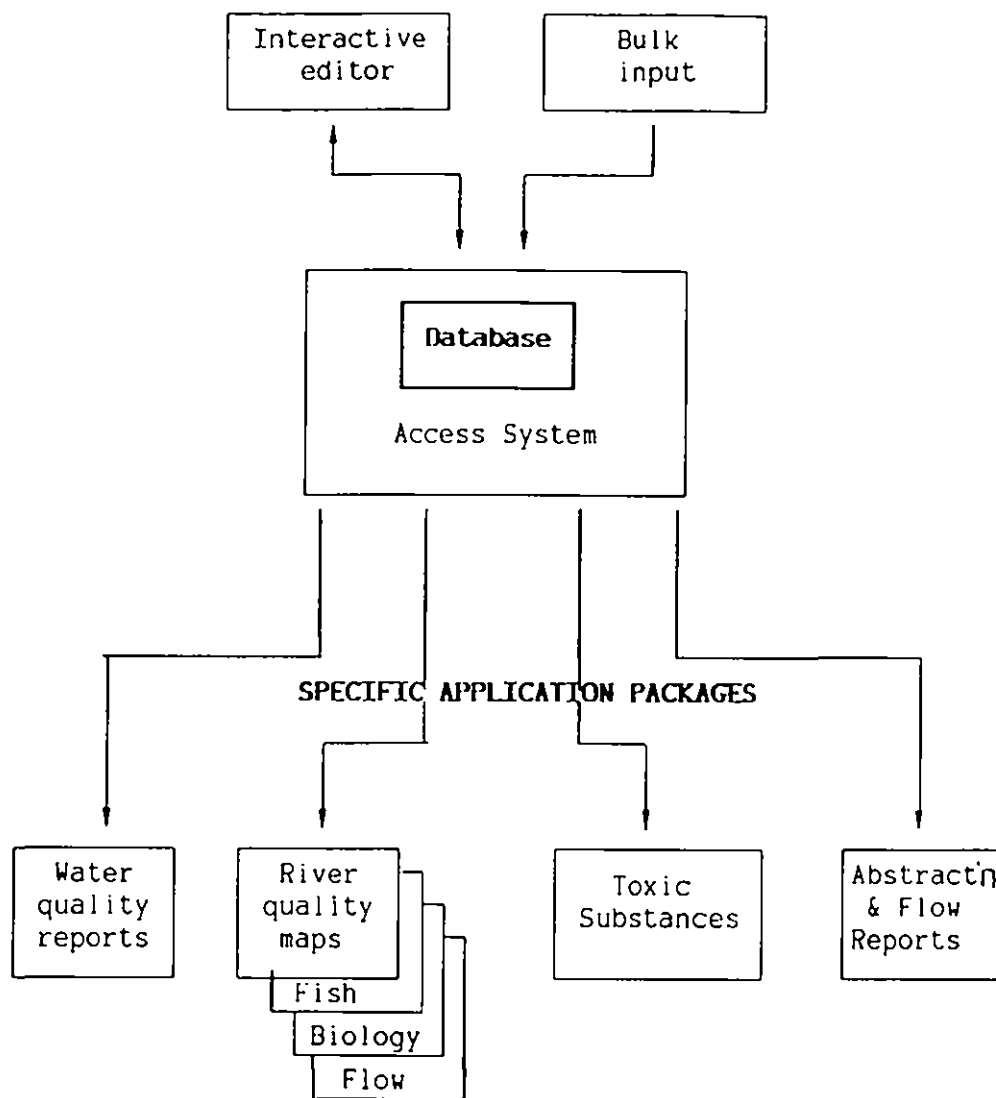 Interactive
editor
Bulk
input
Database
Access System
SPECIFIC APPLICATION PACKAGES
Water
quality
reports
River
quality
maps
Fish
Biology
Flow
Toxic
Substances
Abstract'n
& Flow
Reports